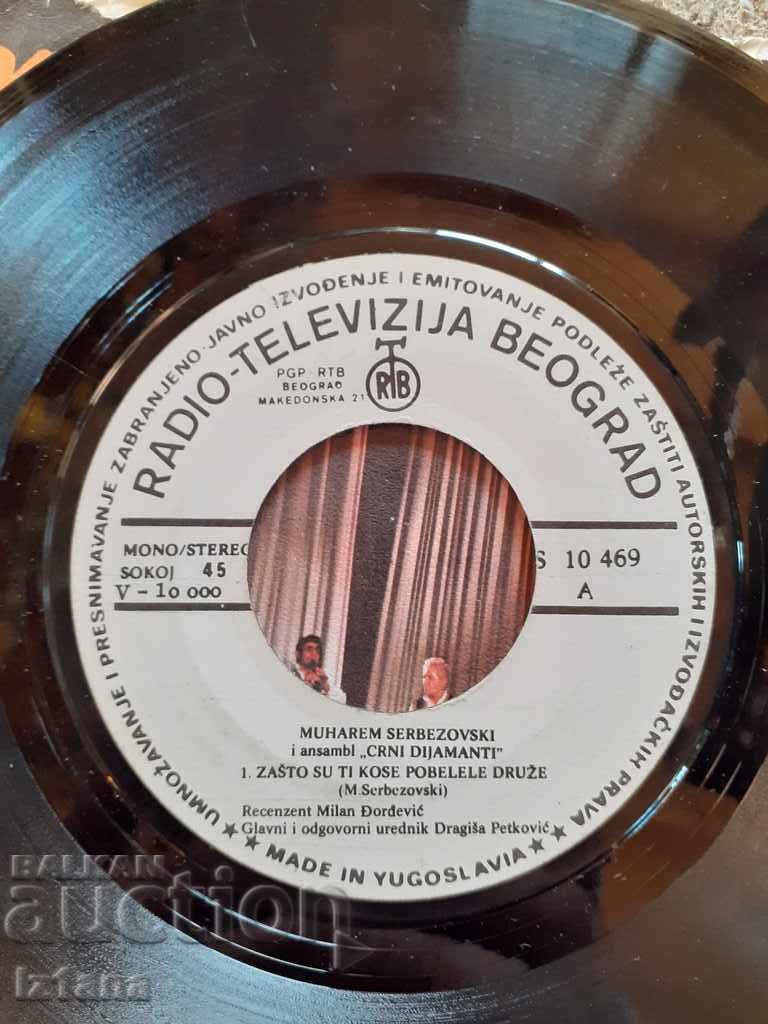 UMNOŽAVANJE I PRESNIMAVANJE ZABRANJENO·JAVNO IZVOĐENJE I EMITOVANJE PODLEŽE ZAŠTITI AUTORSKIH I IZVOĐAČKIH PRAVA
RADIO-TELEVIZIJA BEOGRAD
PGP-RTB
BEOGRAD
MAKEDONSKA 21
RTB
MONO/STEREO
SOKOJ 45
V - 10 000
S 10 469
A
MUHAREM SERBEZOVSKI
i ansambl „CRNI DIJAMANTI"
1. ZAŠTO SU TI KOSE POBELELE DRUŽE
(M.Serbezovski)
Recenzent Milan Đorđević
Glavni i odgovorni urednik Dragiša Petković
★ ★ MADE IN YUGOSLAVIA ★ ★
BALKAN
auction
Iztaha